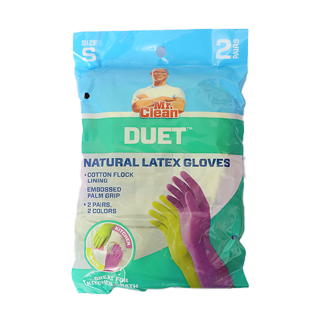 SIZE
S
2
PAIRS
Mr.
Clean
DUET™
NATURAL LATEX GLOVES
• COTTON FLOCK
LINING
• EMBOSSED
PALM GRIP
• 2 PAIRS,
2 COLORS
KITCHEN
GREAT FOR
KITCHEN & BATH